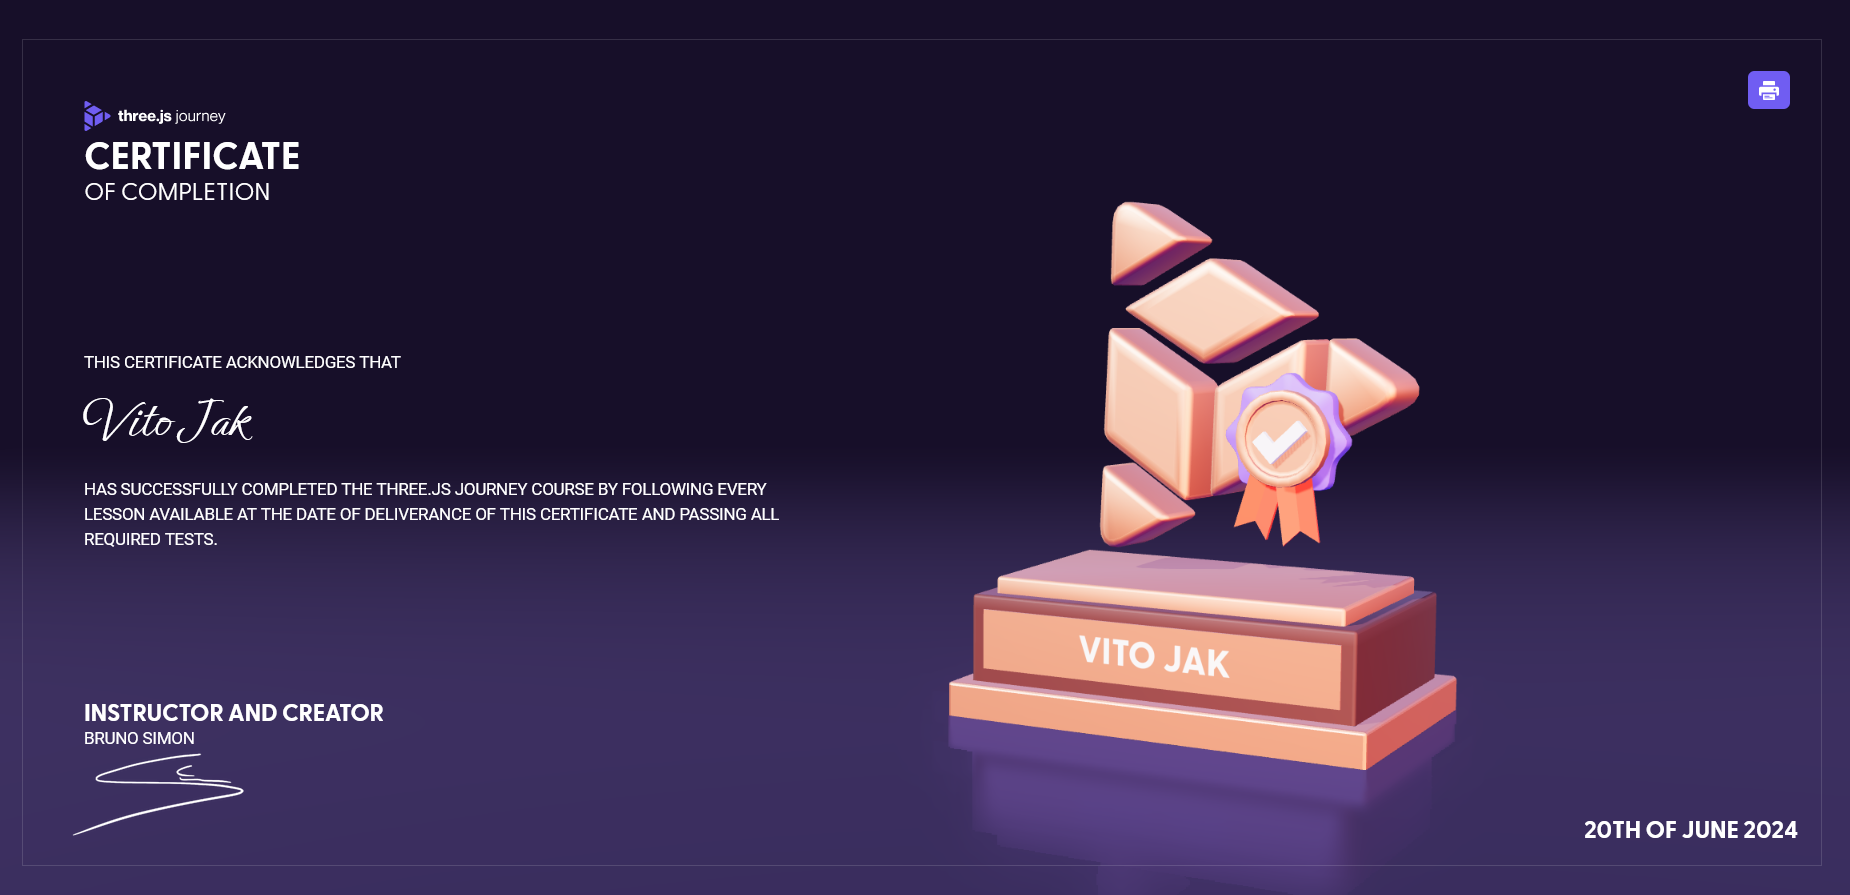 three.js journey
CERTIFICATE
OF COMPLETION
THIS CERTIFICATE ACKNOWLEDGES THAT
Vito Jak
HAS SUCCESSFULLY COMPLETED THE THREE.JS JOURNEY COURSE BY FOLLOWING EVERY
LESSON AVAILABLE AT THE DATE OF DELIVERANCE OF THIS CERTIFICATE AND PASSING ALL
REQUIRED TESTS.
VITO JAK
INSTRUCTOR AND CREATOR
BRUNO SIMON
20TH OF JUNE 2024